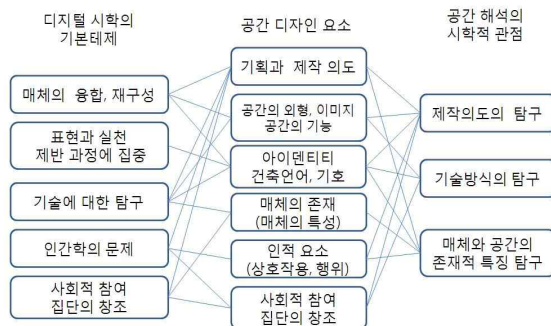 디지털 시학의
기본테제
매체의 융합, 재구성
표현과 실천
제반 과정에 집중
기술에 대한 탐구
인간학의 문제
사회적 참여
집단의 창조
공간 디자인 요소
기획과 제작 의도
공간의 외형, 이미지
공간의 기능
아이덴티티
건축언어, 기호
매체의 존재
(매체의 특성)
인적 요소
(상호작용, 행위)
사회적 참여
집단의 창조
공간 해석의
시학적 관점
제작의도의 탐구
기술방식의 탐구
매체와 공간의
존재적 특징 탐구